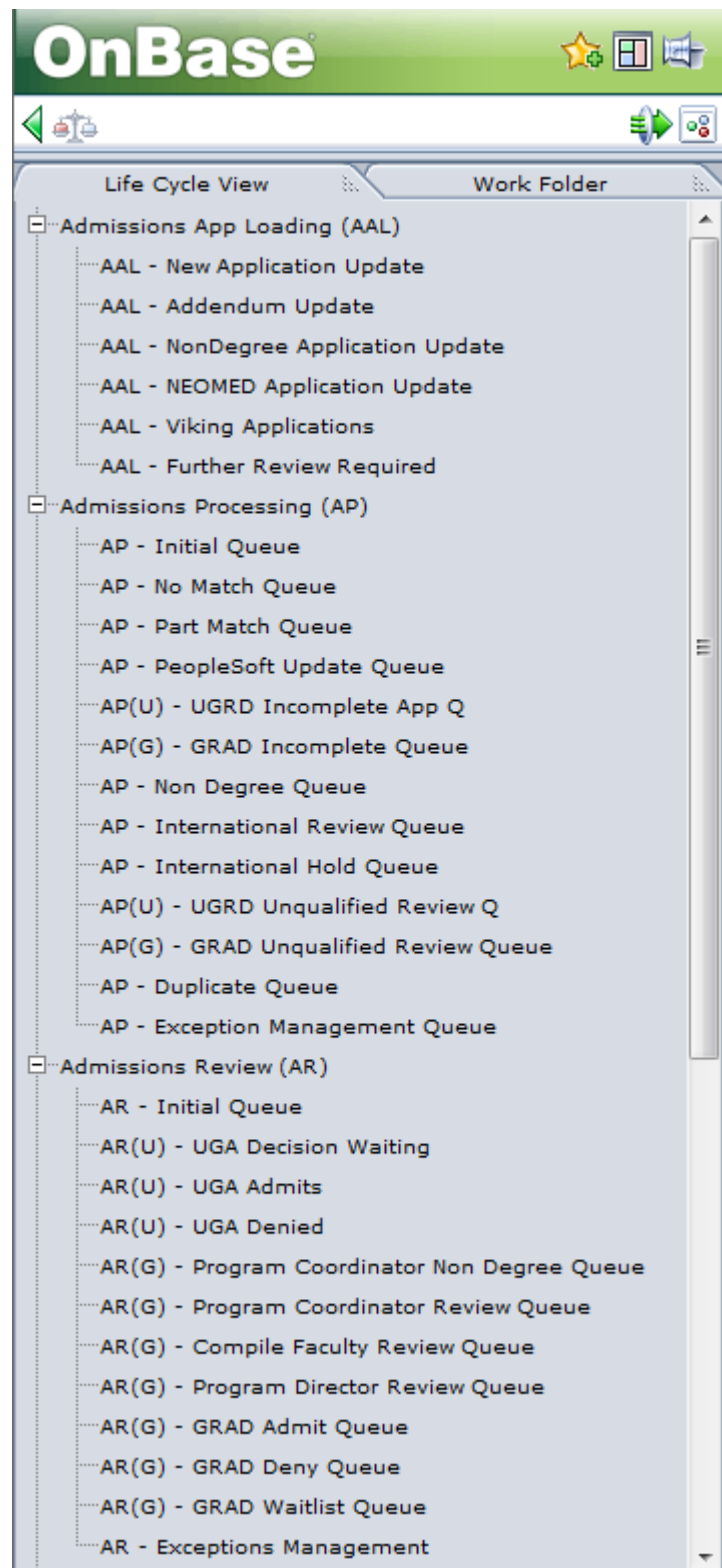 OnBase
Life Cycle View
Work Folder
Admissions App Loading (AAL)
AAL - New Application Update
AAL - Addendum Update
AAL - NonDegree Application Update
AAL - NEOMED Application Update
AAL - Viking Applications
AAL - Further Review Required
Admissions Processing (AP)
AP - Initial Queue
AP - No Match Queue
AP - Part Match Queue
AP - PeopleSoft Update Queue
AP(U) - UGRD Incomplete App Q
AP(G) - GRAD Incomplete Queue
AP - Non Degree Queue
AP - International Review Queue
AP - International Hold Queue
AP(U) - UGRD Unqualified Review Q
AP(G) - GRAD Unqualified Review Queue
AP - Duplicate Queue
AP - Exception Management Queue
Admissions Review (AR)
AR - Initial Queue
AR(U) - UGA Decision Waiting
AR(U) - UGA Admits
AR(U) - UGA Denied
AR(G) - Program Coordinator Non Degree Queue
AR(G) - Program Coordinator Review Queue
AR(G) - Compile Faculty Review Queue
AR(G) - Program Director Review Queue
AR(G) - GRAD Admit Queue
AR(G) - GRAD Deny Queue
AR(G) - GRAD Waitlist Queue
AR - Exceptions Management